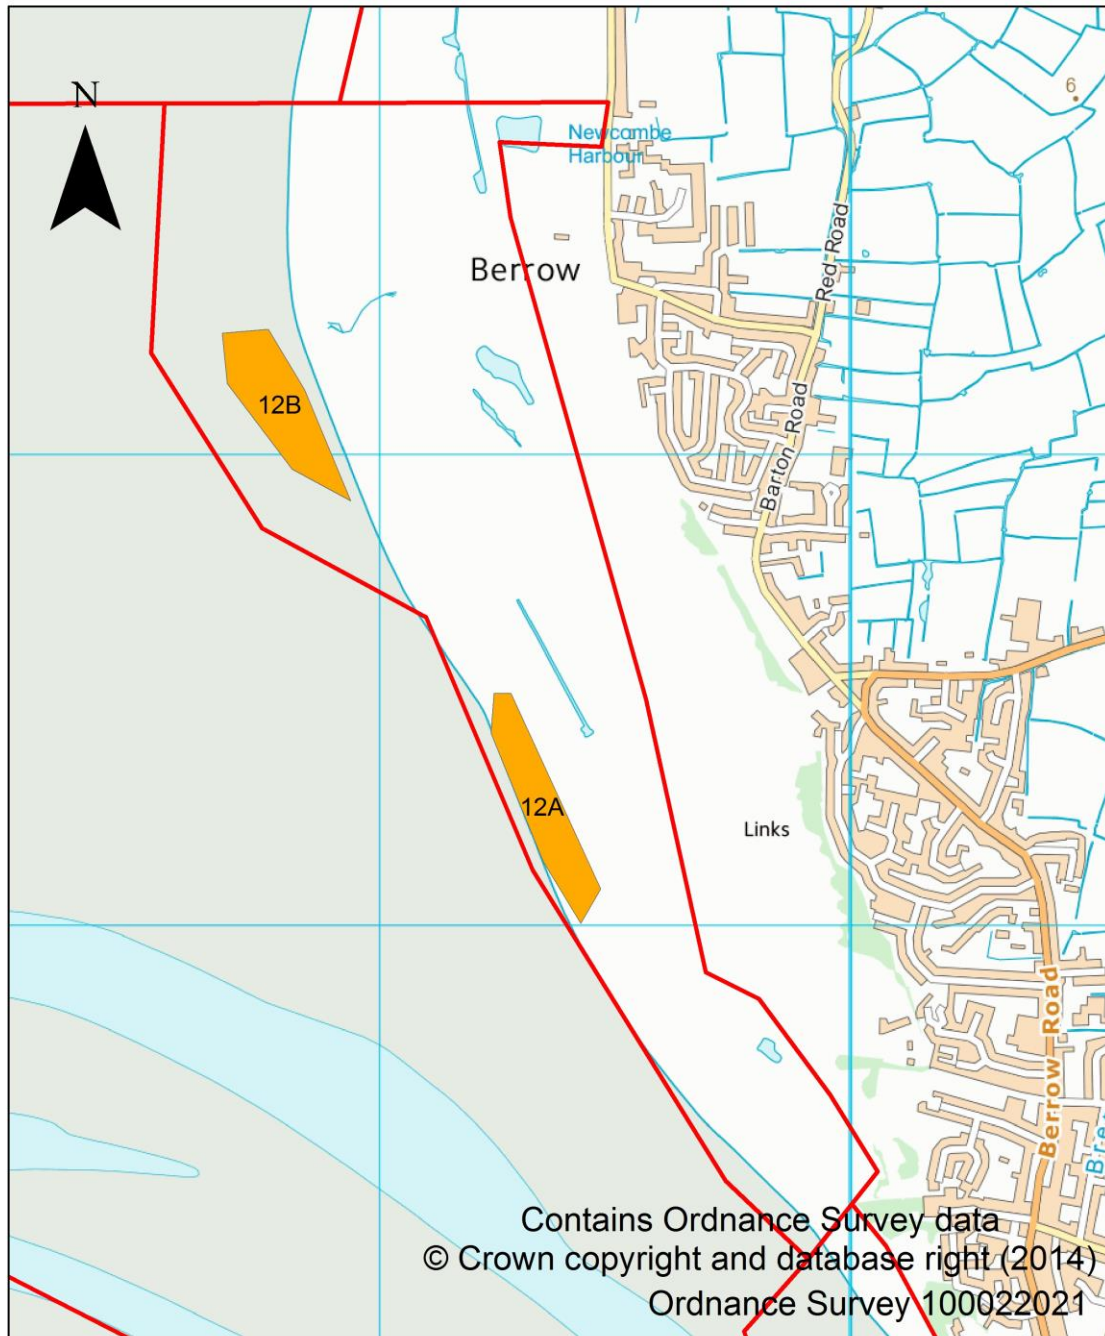 N
6
Newcombe
Harbour
Berrow
Red Road
12B
Barton Road
12A
Links
Berrow Road
Contains Ordnance Survey data
© Crown copyright and database right (2014)
Ordnance Survey 100022021